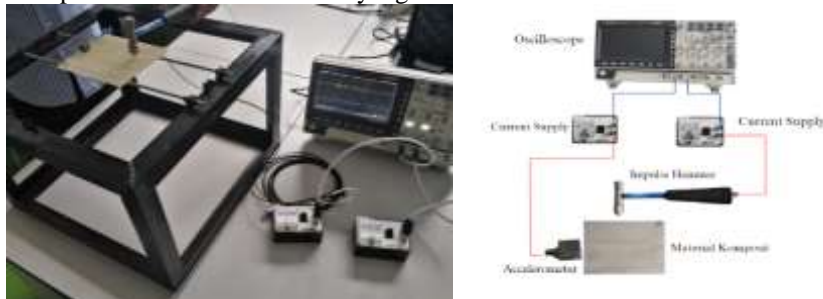 Oscilloscope
Current Supply
Current Supply
Impulse Hammer
Material Komposit
Accelerometer